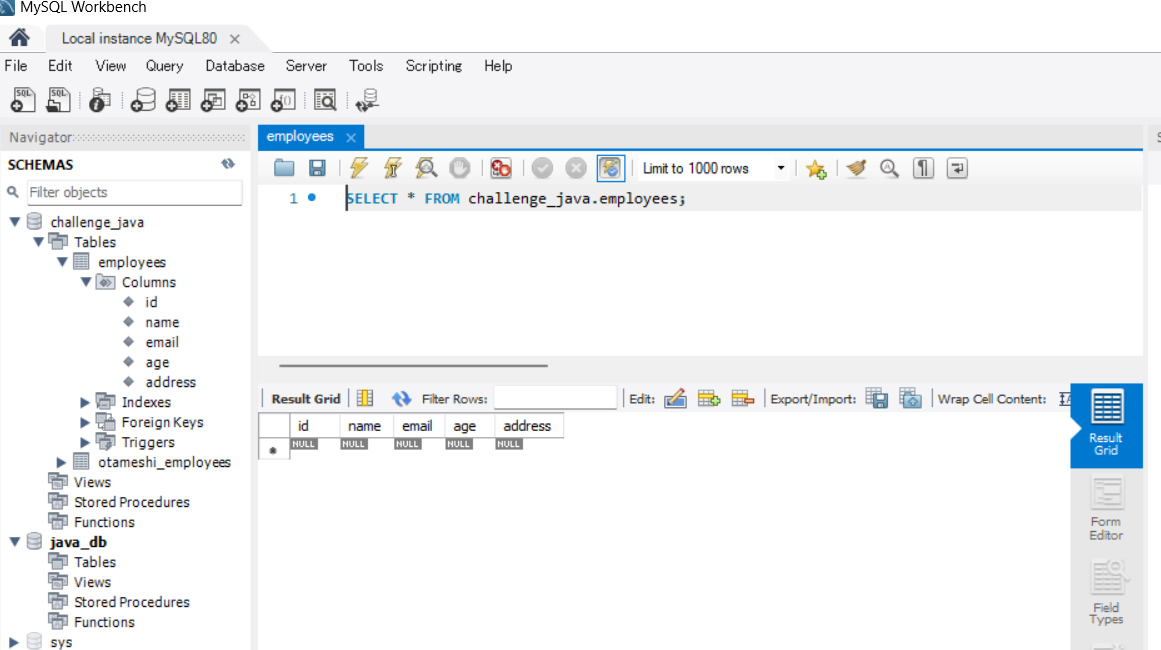 MySQL Workbench
Local instance MySQL80
File Edit View Query Database Server Tools Scripting Help
SQL SQL
Navigator
SCHEMAS
Filter objects
challenge_java
Tables
employees
Columns
id
name
email
age
address
Indexes
Foreign Keys
Triggers
otameshi_employees
Views
Stored Procedures
Functions
java_db
Tables
Views
Stored Procedures
Functions
sys
employees
Limit to 1000 rows
1 SELECT * FROM challenge_java.employees;
Result Grid Filter Rows: Edit: Export/Import: Wrap Cell Content:
id name email age address
NULL NULL NULL NULL NULL
Result
Grid
Form
Editor
Field
Types